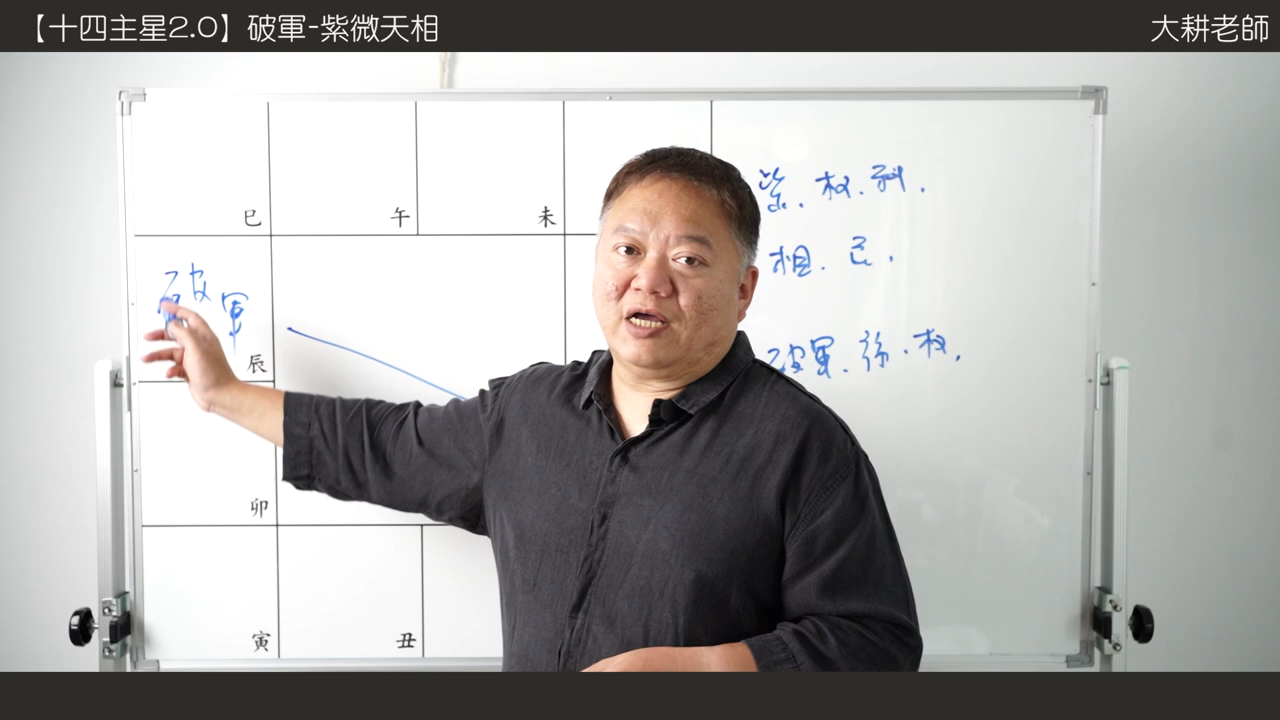 【十四主星2.0】破軍-紫微天相
大耕老師
巳
午
未
紫.权.科.
相.己.
破軍
辰
破軍.祿.权.
卯
寅
丑